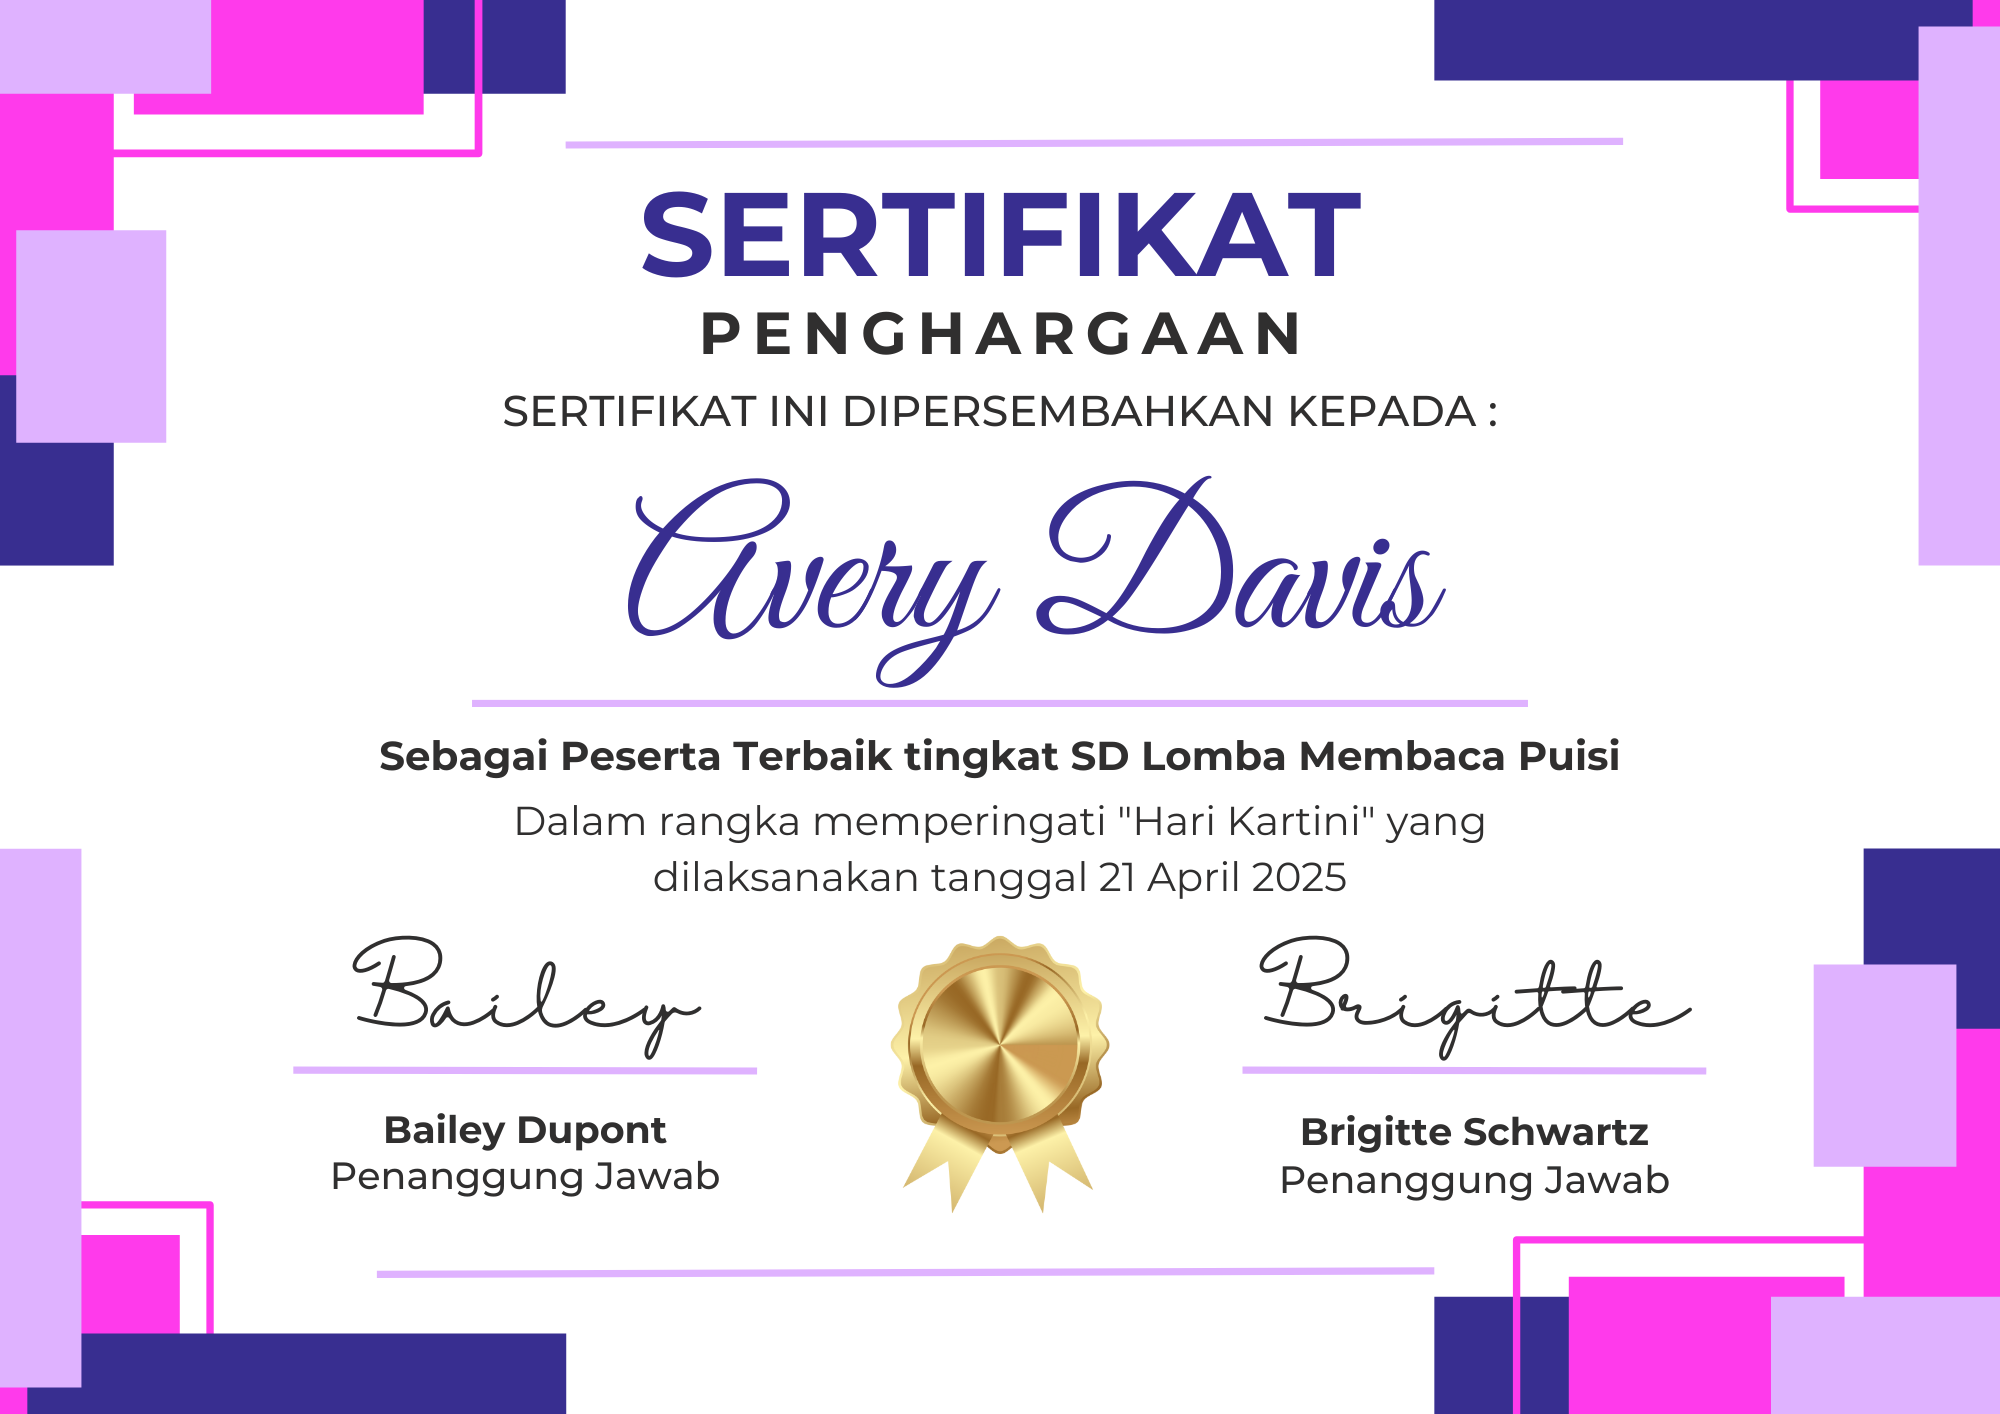 SERTIFIKAT
PENGHARGAAN
SERTIFIKAT INI DIPERSEMBAHKAN KEPADA :
Avery Davis
Sebagai Peserta Terbaik tingkat SD Lomba Membaca Puisi
Dalam rangka memperingati "Hari Kartini" yang
dilaksanakan tanggal 21 April 2025
Bailey
Brigitte
Bailey Dupont
Brigitte Schwartz
Penanggung Jawab
Penanggung Jawab